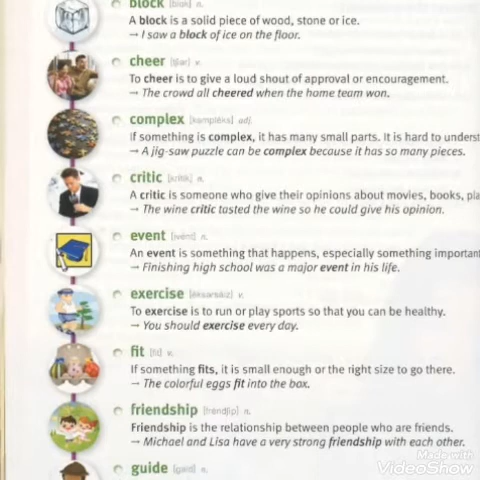 block [blɒk] n.
A block is a solid piece of wood, stone or ice.
→ I saw a block of ice on the floor.
cheer [tʃiər] v.
To cheer is to give a loud shout of approval or encouragement.
→ The crowd all cheered when the home team won.
complex [kɒmpléks] adj.
If something is complex, it has many small parts. It is hard to underst
→ A jig-saw puzzle can be complex because it has so many pieces.
critic [krítik] n.
A critic is someone who give their opinions about movies, books, pla
→ The wine critic tasted the wine so he could give his opinion.
event [ivént] n.
An event is something that happens, especially something important
→ Finishing high school was a major event in his life.
exercise [éksərsàiz] v.
To exercise is to run or play sports so that you can be healthy.
→ You should exercise every day.
fit [fit] v.
If something fits, it is small enough or the right size to go there.
→ The colorful eggs fit into the box.
friendship [fréndʃip] n.
Friendship is the relationship between people who are friends.
→ Michael and Lisa have a very strong friendship with each other.
guide [gaid] n.
Made with
VideoShow